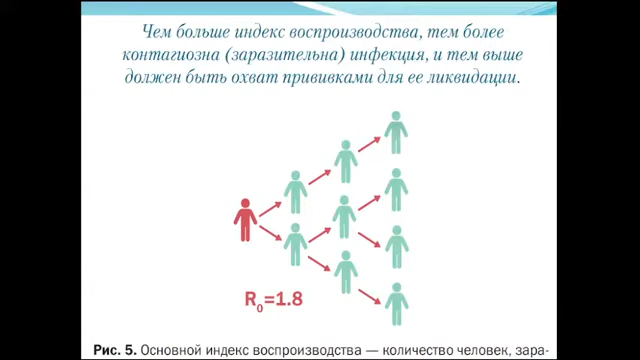 Чем больше индекс воспроизводства, тем более
контагиозна (заразительна) инфекция, и тем выше
должен быть охват прививками для ее ликвидации.
R0=1.8
Рис. 5. Основной индекс воспроизводства — количество человек, зара-